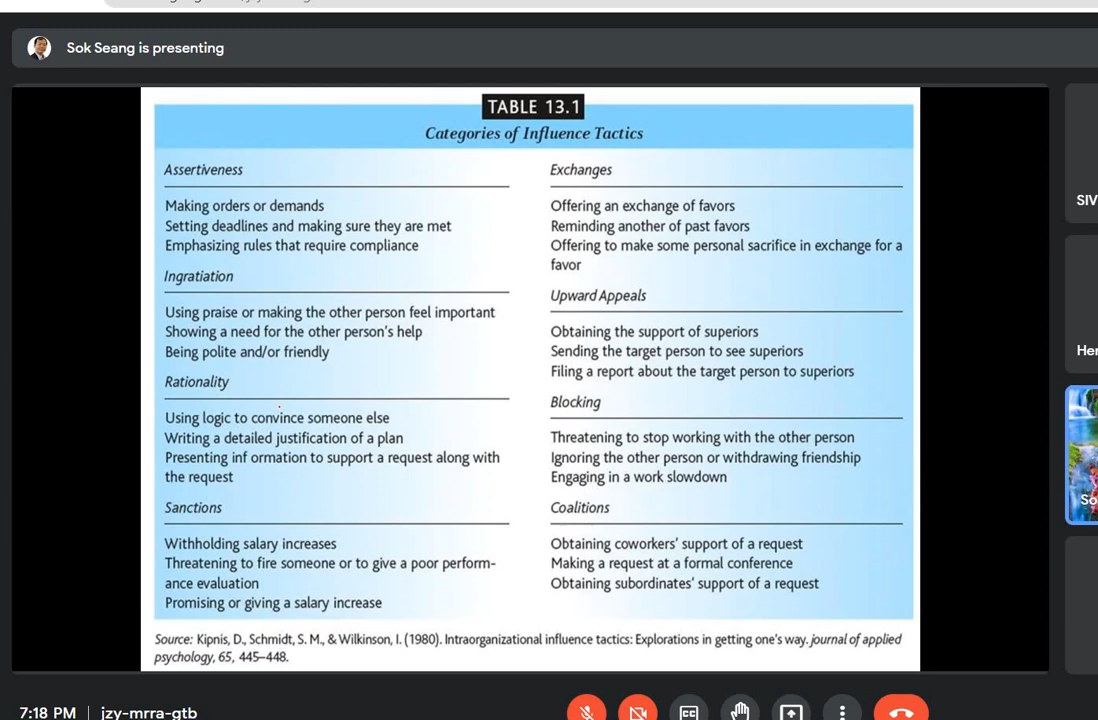 Sok Seang is presenting
TABLE 13.1
Categories of Influence Tactics
Assertiveness
Making orders or demands
Setting deadlines and making sure they are met
Emphasizing rules that require compliance
Ingratiation
Using praise or making the other person feel important
Showing a need for the other person's help
Being polite and/or friendly
Rationality
Using logic to convince someone else
Writing a detailed justification of a plan
Presenting inf ormation to support a request along with
the request
Sanctions
Withholding salary increases
Threatening to fire someone or to give a poor perform-
ance evaluation
Promising or giving a salary increase
Exchanges
Offering an exchange of favors
Reminding another of past favors
Offering to make some personal sacrifice in exchange for a
favor
Upward Appeals
Obtaining the support of superiors
Sending the target person to see superiors
Filing a report about the target person to superiors
Blocking
Threatening to stop working with the other person
Ignoring the other person or withdrawing friendship
Engaging in a work slowdown
Coalitions
Obtaining coworkers' support of a request
Making a request at a formal conference
Obtaining subordinates' support of a request
Source: Kipnis, D., Schmidt, S. M., & Wilkinson, I. (1980). Intraorganizational influence tactics: Explorations in getting one's way. journal of applied
psychology, 65, 445–448.
SIV
Her
So
7:18 PM | jzy-mrra-gtb
CC